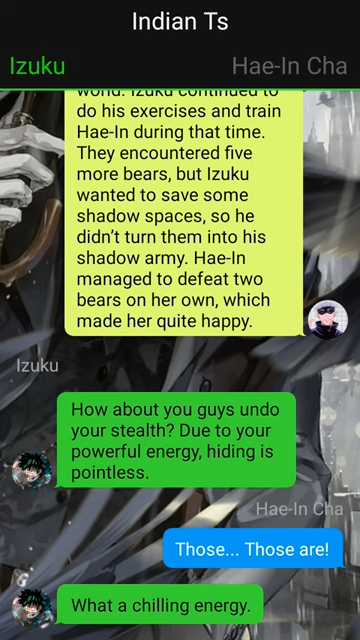 Indian Ts
Izuku
Hae-In Cha
world. Izuku continued to
do his exercises and train
Hae-In during that time.
They encountered five
more bears, but Izuku
wanted to save some
shadow spaces, so he
didn’t turn them into his
shadow army. Hae-In
managed to defeat two
bears on her own, which
made her quite happy.
Izuku
How about you guys undo
your stealth? Due to your
powerful energy, hiding is
pointless.
Hae-In Cha
Those... Those are!
What a chilling energy.